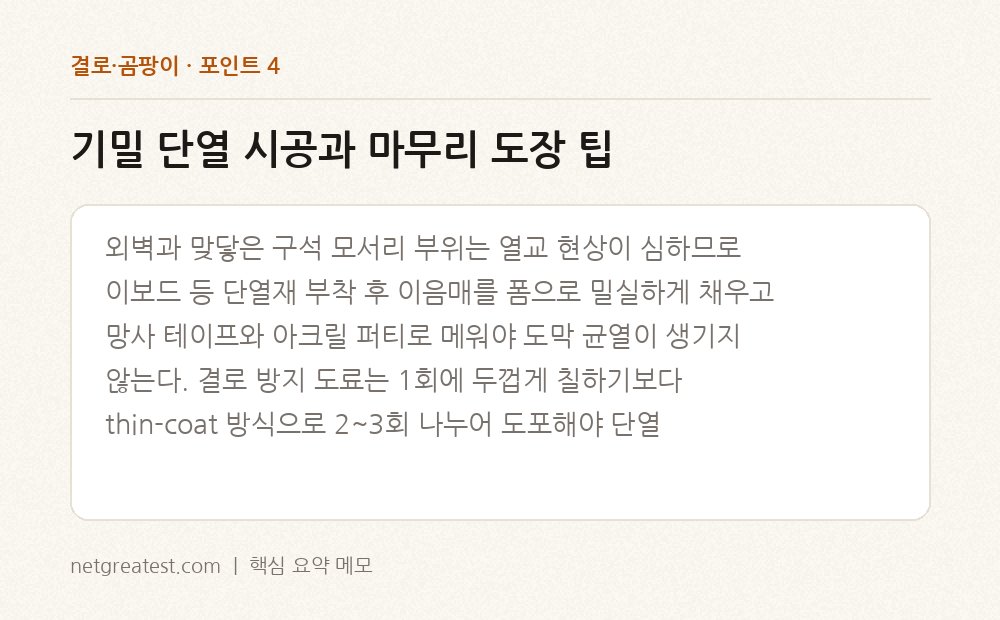 결로·곰팡이 · 포인트 4
기밀 단열 시공과 마무리 도장 팁
외벽과 맞닿은 구석 모서리 부위는 열교 현상이 심하므로
이보드 등 단열재 부착 후 이음매를 폼으로 밀실하게 채우고
망사 테이프와 아크릴 퍼티로 메워야 도막 균열이 생기지
않는다. 결로 방지 도료는 1회에 두껍게 칠하기보다
thin-coat 방식으로 2~3회 나누어 도포해야 단열
netgreatest.com | 핵심 요약 메모